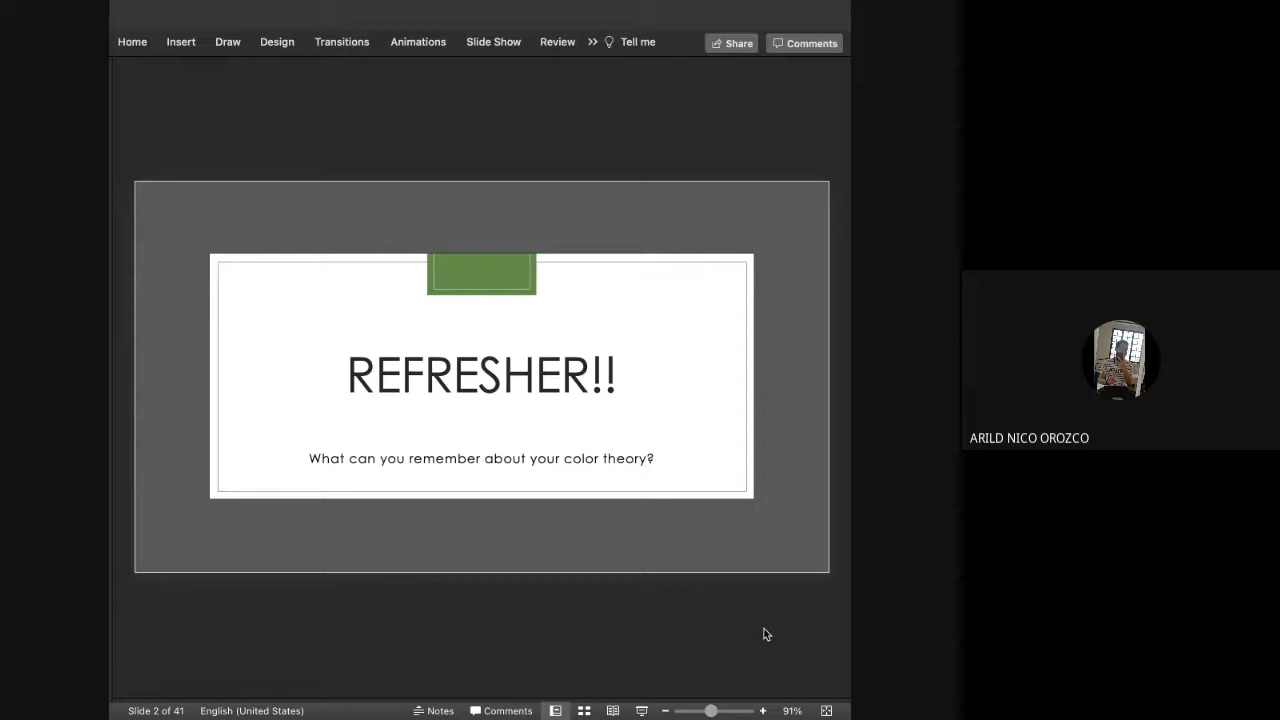 Home Insert Draw Design Transitions Animations Slide Show Review Tell me Share Comments
REFRESHER!!
What can you remember about your color theory?
ARILD NICO OROZCO
Slide 2 of 41 English (United States) Notes Comments 91%